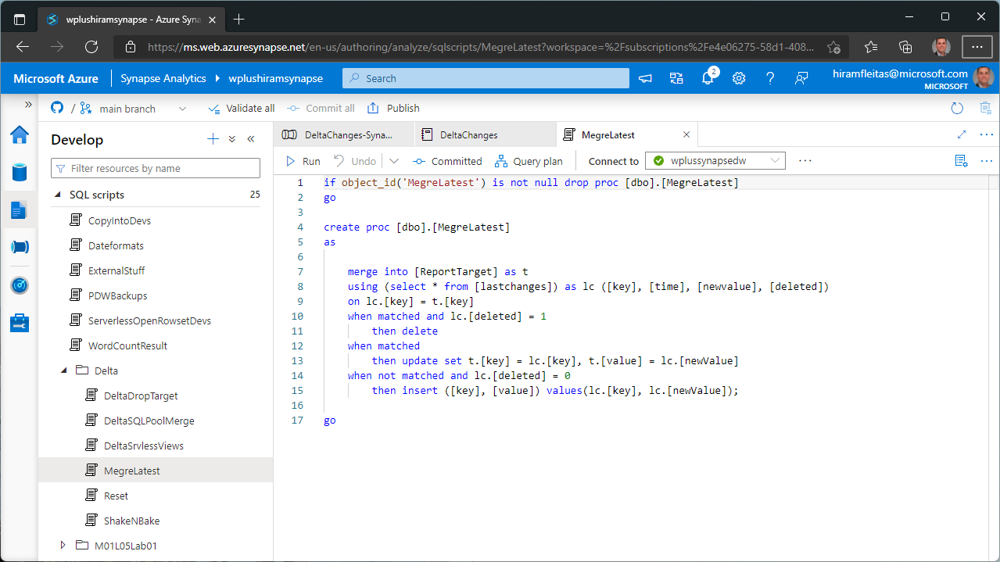 wplushiramsynapse - Azure Syna
https://ms.web.azuresynapse.net/en-us/authoring/analyze/sqlscripts/MegreLatest?workspace=%2Fsubscriptions%2Fe4e06275-58d1-408...
Microsoft Azure
Synapse Analytics
wplushiramsynapse
Search
2
hiramfleitas@microsoft.com
MICROSOFT
/ main branch
Validate all
Commit all
Publish
Develop
Filter resources by name
SQL scripts 25
CopyIntoDevs
Dateformats
ExternalStuff
PDWBackups
ServerlessOpenRowsetDevs
WordCountResult
Delta
DeltaDropTarget
DeltaSQLPoolMerge
DeltaSrvlessViews
MegreLatest
Reset
ShakeNBake
M01L05Lab01
DeltaChanges-Syna...
DeltaChanges
MegreLatest
Run
Undo
Committed
Query plan
Connect to
wplussynapsedw
1 if object_id('MegreLatest') is not null drop proc [dbo].[MegreLatest]
2 go
3
4 create proc [dbo].[MegreLatest]
5 as
6
7 merge into [ReportTarget] as t
8 using (select * from [lastchanges]) as lc ([key], [time], [newvalue], [deleted])
9 on lc.[key] = t.[key]
10 when matched and lc.[deleted] = 1
11 then delete
12 when matched
13 then update set t.[key] = lc.[key], t.[value] = lc.[newValue]
14 when not matched and lc.[deleted] = 0
15 then insert ([key], [value]) values(lc.[key], lc.[newValue]);
16
17 go